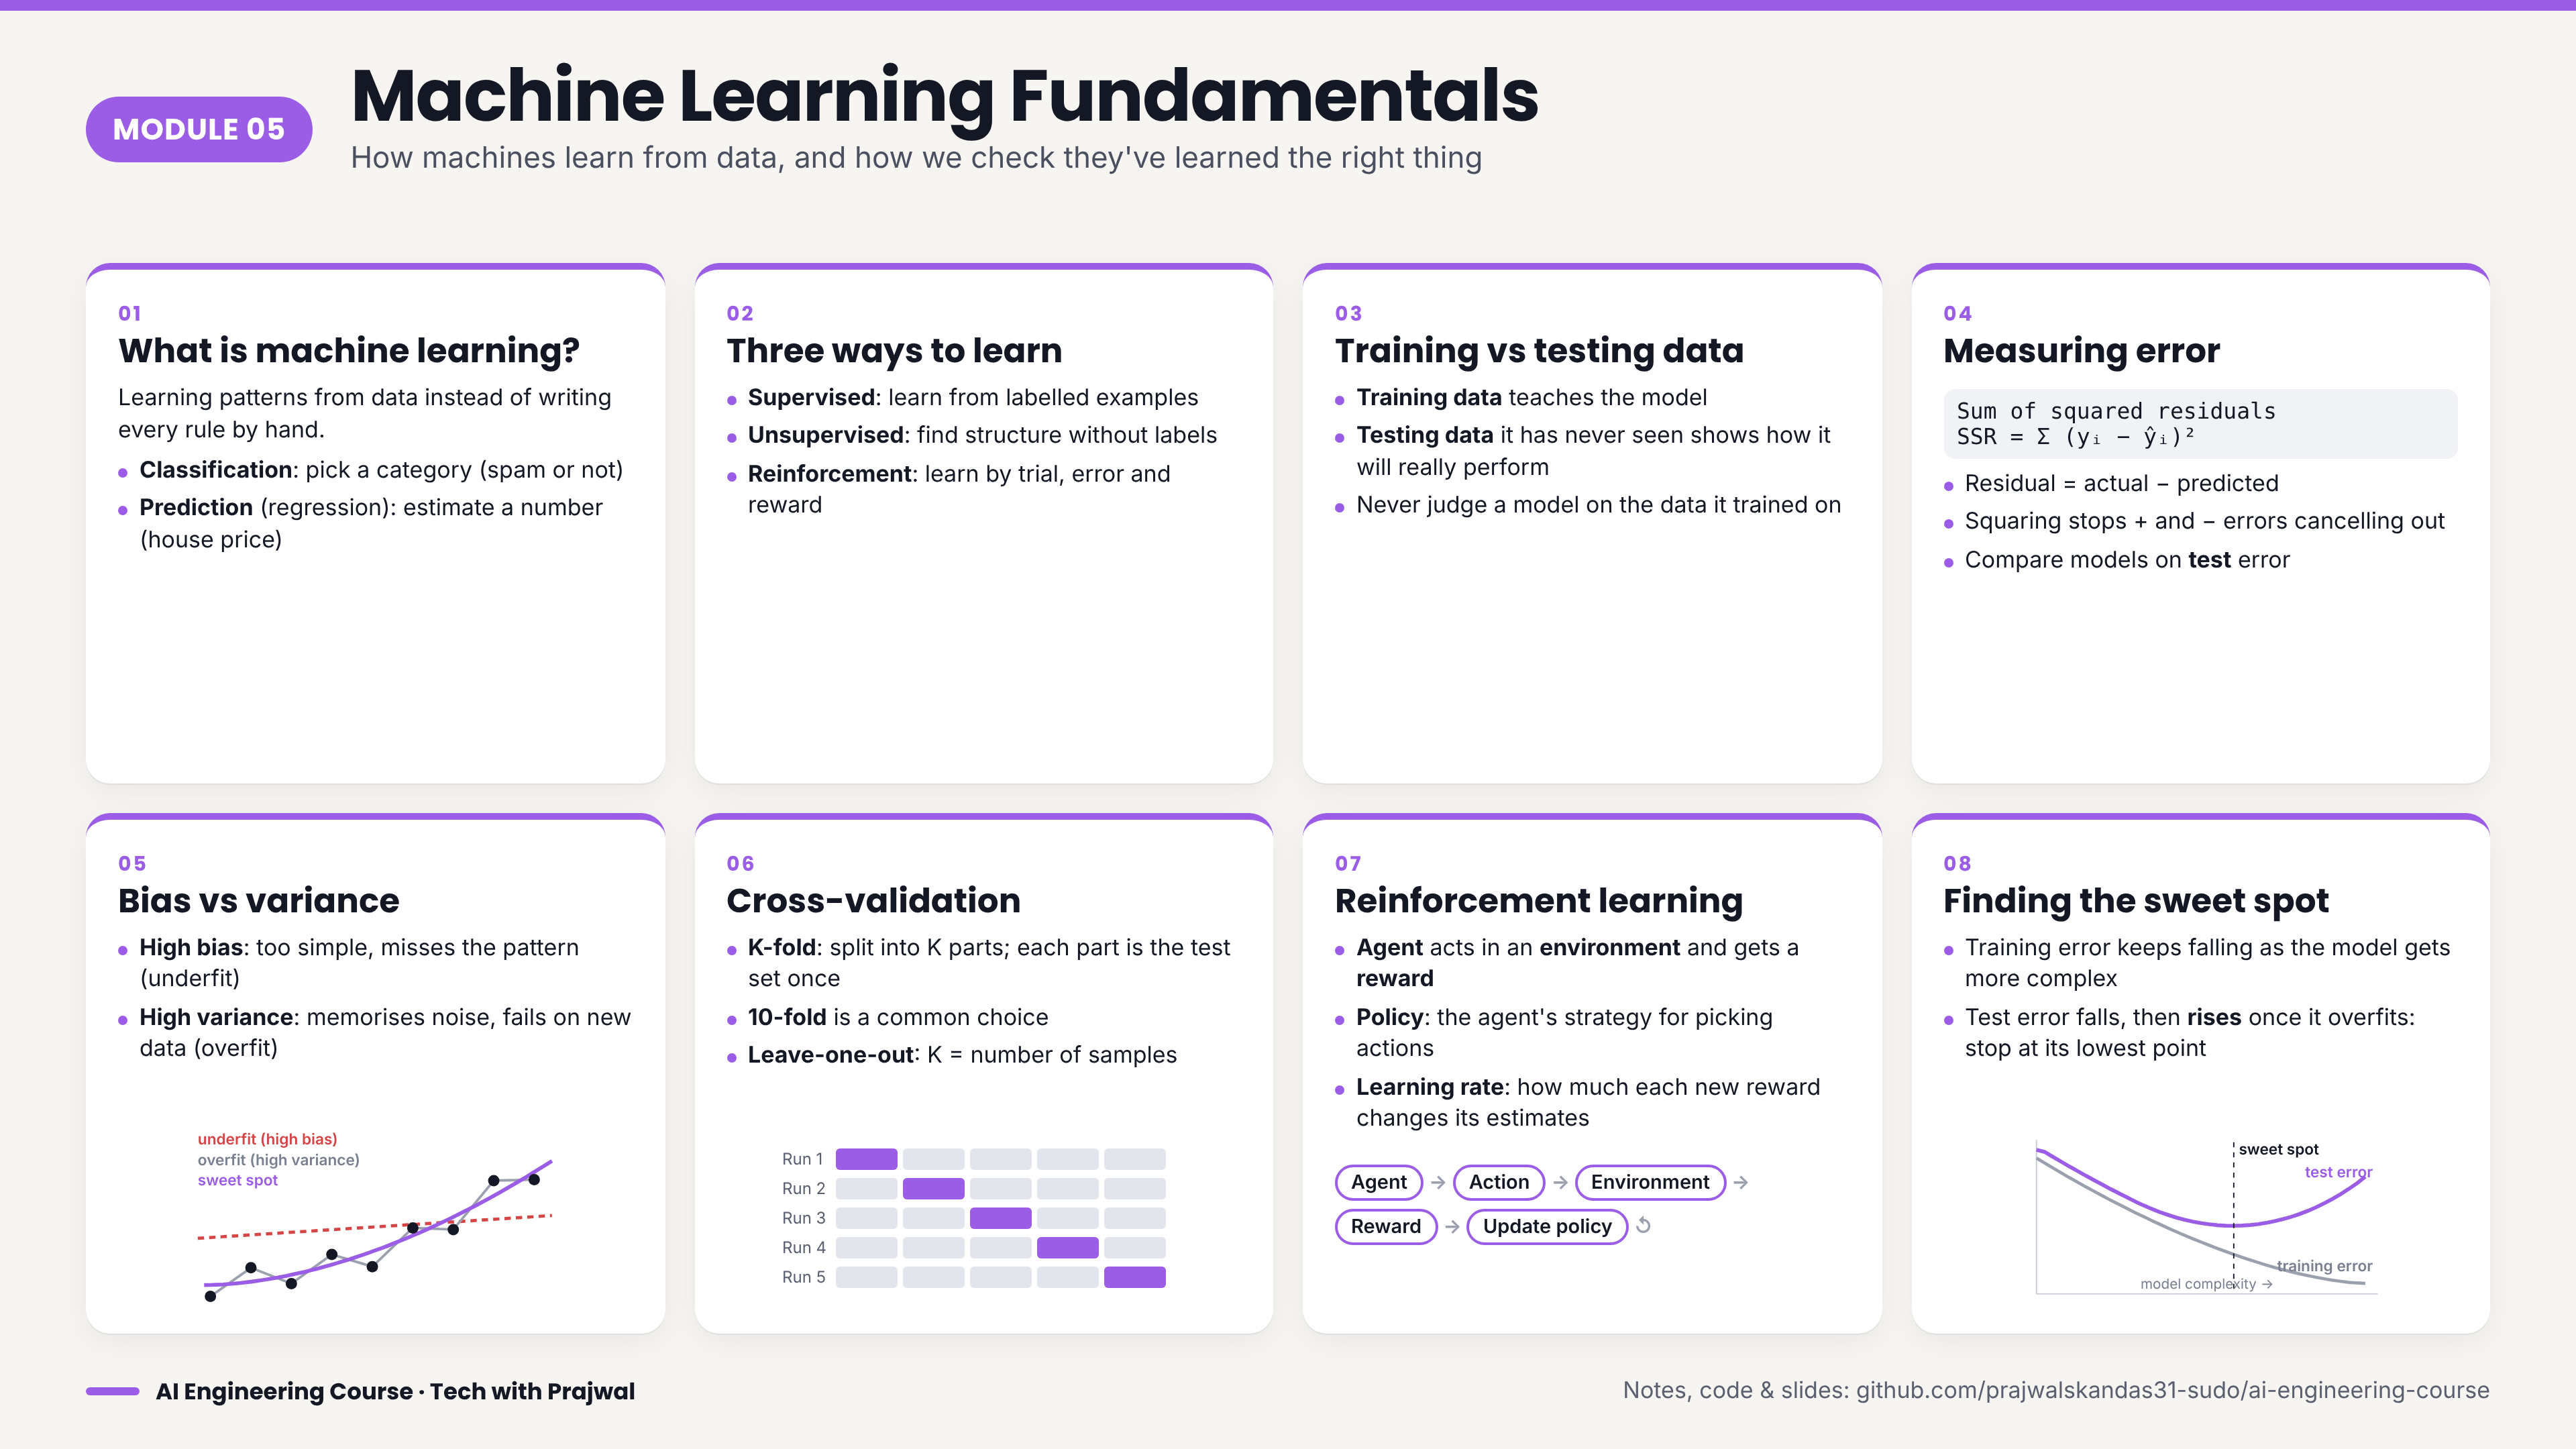 MODULE 05
Machine Learning Fundamentals
How machines learn from data, and how we check they've learned the right thing
01
What is machine learning?
Learning patterns from data instead of writing
every rule by hand.
Classification: pick a category (spam or not)
Prediction (regression): estimate a number
(house price)
02
Three ways to learn
Supervised: learn from labelled examples
Unsupervised: find structure without labels
Reinforcement: learn by trial, error and
reward
03
Training vs testing data
Training data teaches the model
Testing data it has never seen shows how it
will really perform
Never judge a model on the data it trained on
04
Measuring error
Sum of squared residuals
SSR = Σ (yᵢ − ŷᵢ)²
Residual = actual − predicted
Squaring stops + and − errors cancelling out
Compare models on test error
05
Bias vs variance
High bias: too simple, misses the pattern
(underfit)
High variance: memorises noise, fails on new
data (overfit)
underfit (high bias)
overfit (high variance)
sweet spot
06
Cross-validation
K-fold: split into K parts; each part is the test
set once
10-fold is a common choice
Leave-one-out: K = number of samples
Run 1
Run 2
Run 3
Run 4
Run 5
07
Reinforcement learning
Agent acts in an environment and gets a
reward
Policy: the agent's strategy for picking
actions
Learning rate: how much each new reward
changes its estimates
Agent → Action → Environment →
Reward → Update policy ↺
08
Finding the sweet spot
Training error keeps falling as the model gets
more complex
Test error falls, then rises once it overfits:
stop at its lowest point
sweet spot
test error
training error
model complexity →
AI Engineering Course · Tech with Prajwal
Notes, code & slides: github.com/prajwalskandas31-sudo/ai-engineering-course